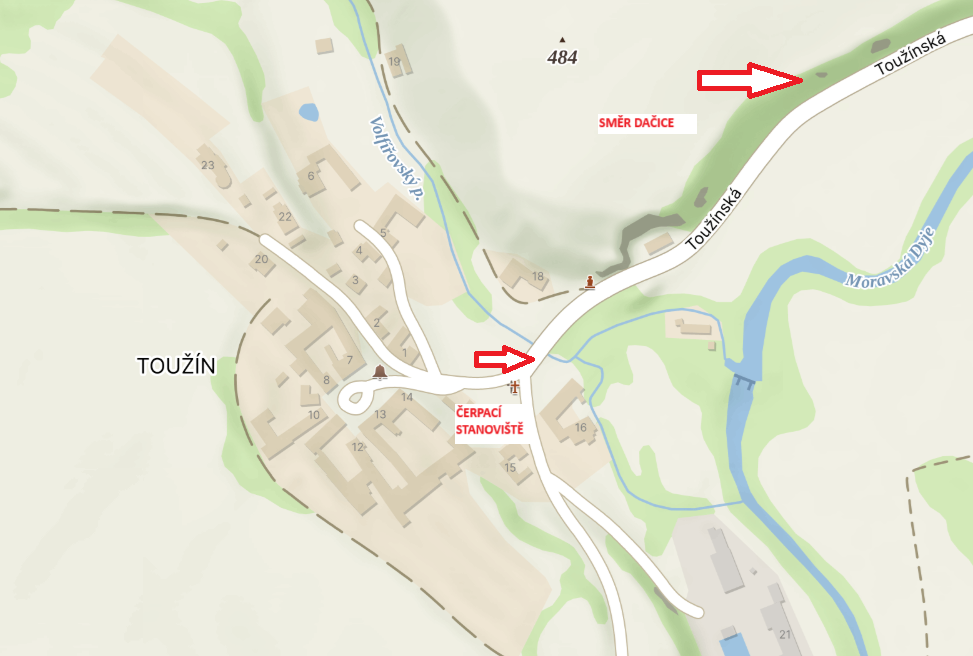 484
Toužínská
SMĚR DAČICE
19
Volfířovský p.
23
6
22
5
4
20
3
Toužínská
Moravská Dyje
18
2
1
TOUŽÍN
7
8
14
10
13
ČERPACÍ
STANOVIŠTĚ
16
12
15
21